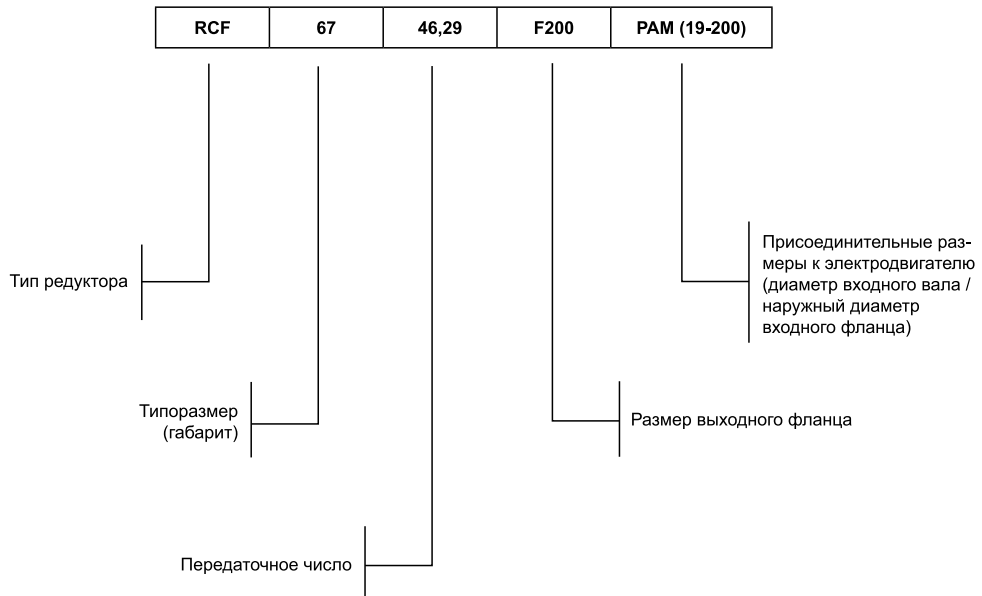 RCF 67 46,29 F200 PAM (19-200)
Присоединительные раз-
меры к электродвигателю
(диаметр входного вала /
наружный диаметр
входного фланца)
Тип редуктора
Типоразмер
(габарит)
Размер выходного фланца
Передаточное число